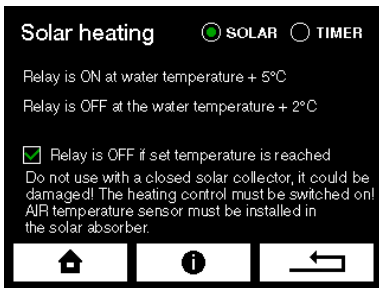 Solar heating SOLAR TIMER
Relay is ON at water temperature + 5°C
Relay is OFF at the water temperature + 2°C
Relay is OFF if set temperature is reached
Do not use with a closed solar collector, it could be
damaged! The heating control must be switched on!
AIR temperature sensor must be installed in
the solar absorber.